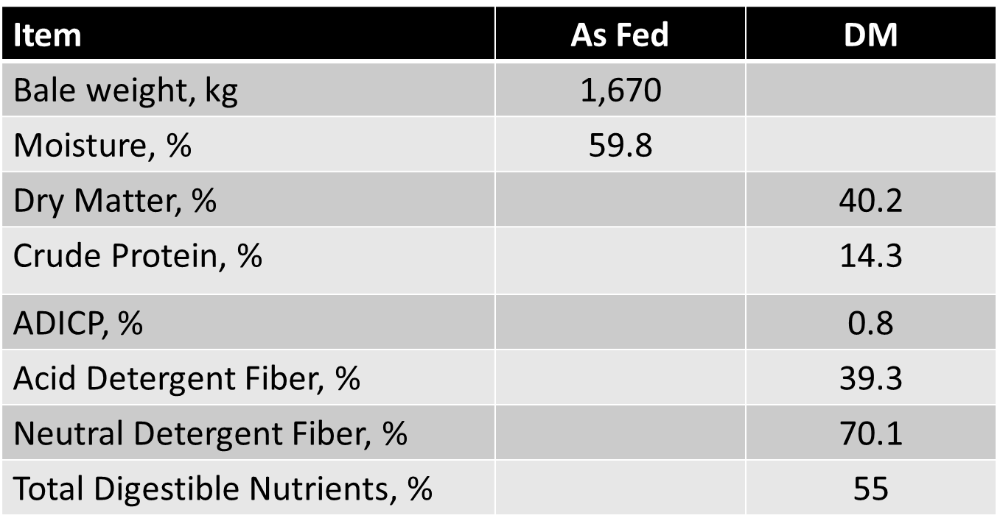 Item As Fed DM
Bale weight, kg 1,670
Moisture, % 59.8
Dry Matter, % 40.2
Crude Protein, % 14.3
ADICP, % 0.8
Acid Detergent Fiber, % 39.3
Neutral Detergent Fiber, % 70.1
Total Digestible Nutrients, % 55